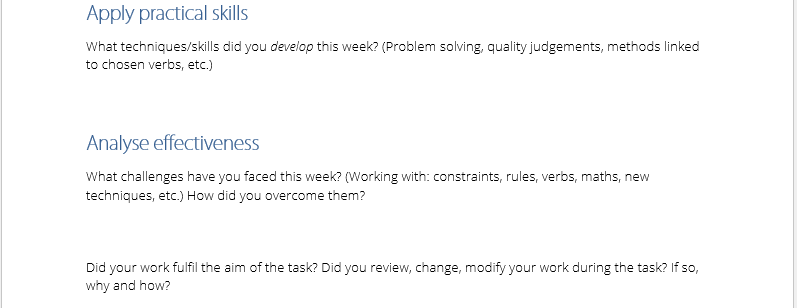 Apply practical skills
What techniques/skills did you develop this week? (Problem solving, quality judgements, methods linked
to chosen verbs, etc.)
Analyse effectiveness
What challenges have you faced this week? (Working with: constraints, rules, verbs, maths, new
techniques, etc.) How did you overcome them?
Did your work fulfil the aim of the task? Did you review, change, modify your work during the task? If so,
why and how?